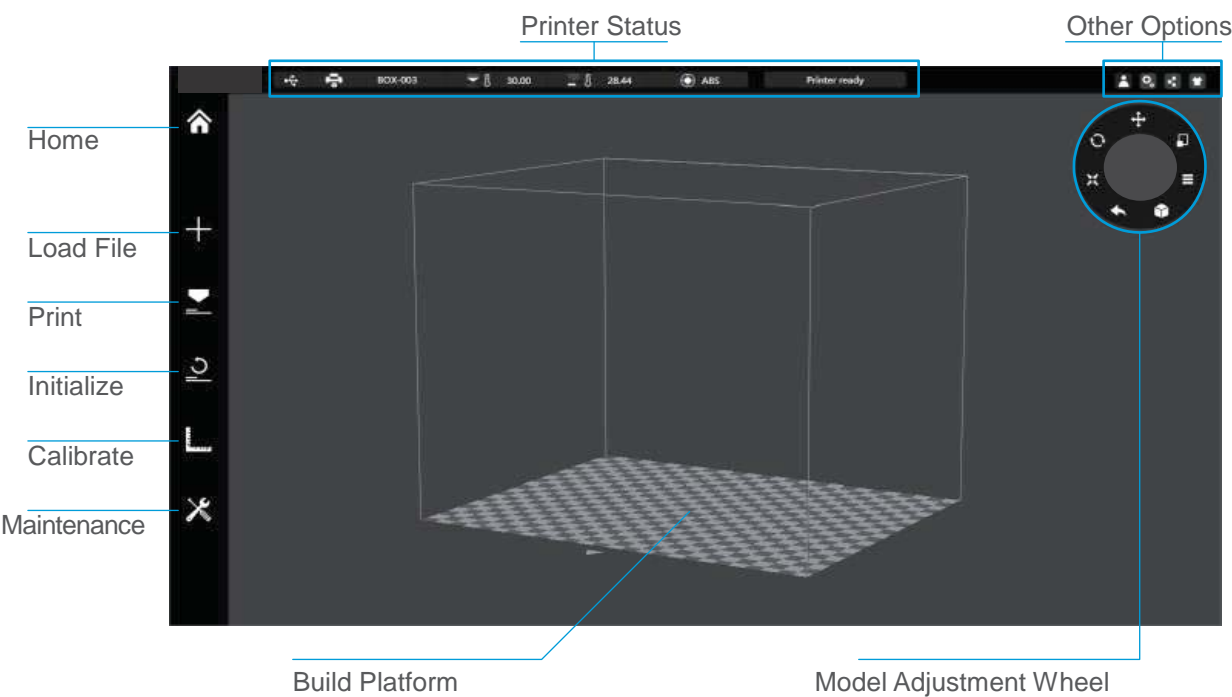 Printer Status
Other Options
BOX-003 30.00 28.44 ABS Printer ready
Home
Load File
Print
Initialize
Calibrate
Maintenance
Build Platform
Model Adjustment Wheel